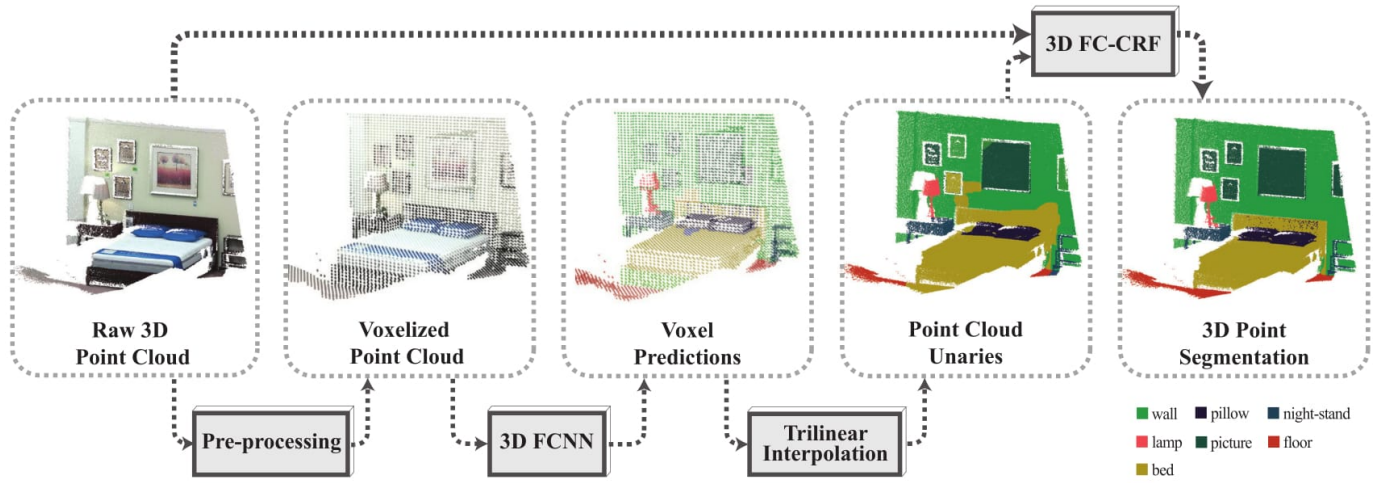 3D FC-CRF
Raw 3D
Point Cloud
Voxelized
Point Cloud
Voxel
Predictions
Point Cloud
Unaries
3D Point
Segmentation
Pre-processing
3D FCNN
Trilinear
Interpolation
wall pillow night-stand
lamp picture floor
bed